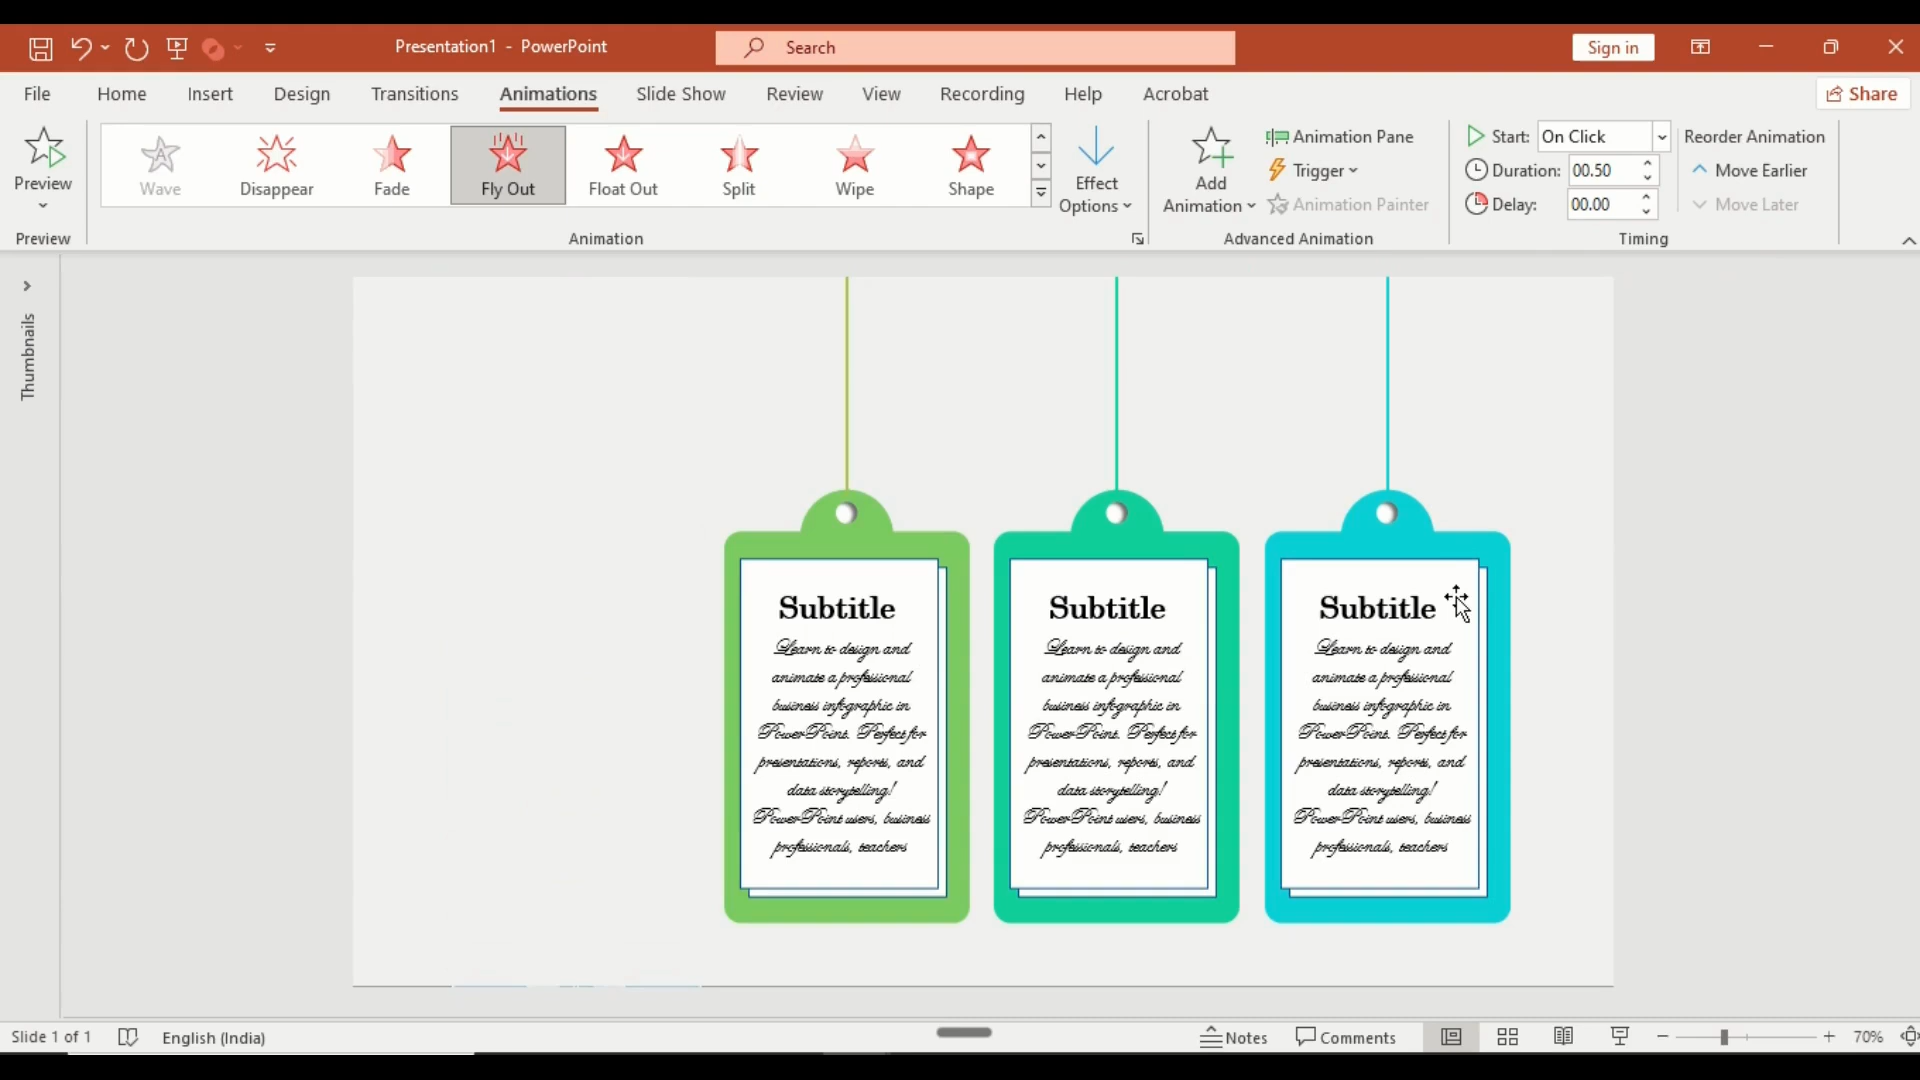 Presentation1 - PowerPoint
Search
Sign in
File Home Insert Design Transitions Animations Slide Show Review View Recording Help Acrobat
Share
Preview
Wave Disappear Fade Fly Out Float Out Split Wipe Shape
Effect Options
Add Animation
Animation Pane
Trigger
Animation Painter
Start: On Click
Duration: 00.50
Delay: 00.00
Reorder Animation
Move Earlier
Move Later
Preview Animation Advanced Animation Timing
Thumbnails
Subtitle
Learn to design and
animate a professional
business infographic in
PowerPoint. Perfect for
presentations, reports, and
data storytelling!
PowerPoint users, business
professionals, teachers
Subtitle
Learn to design and
animate a professional
business infographic in
PowerPoint. Perfect for
presentations, reports, and
data storytelling!
PowerPoint users, business
professionals, teachers
Subtitle
Learn to design and
animate a professional
business infographic in
PowerPoint. Perfect for
presentations, reports, and
data storytelling!
PowerPoint users, business
professionals, teachers
Slide 1 of 1 English (India) Notes Comments 70%